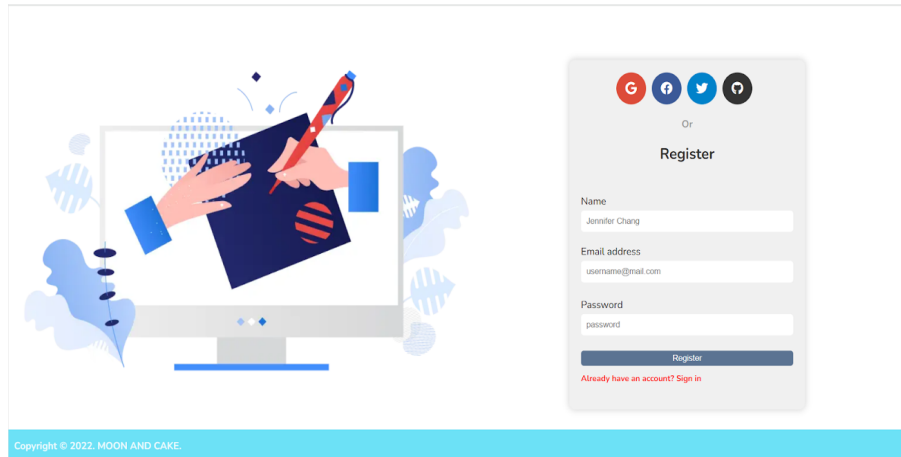 Or
Register
Name
Jennifer Chang
Email address
username@mail.com
Password
password
Register
Already have an account? Sign in
Copyright © 2022. MOON AND CAKE.